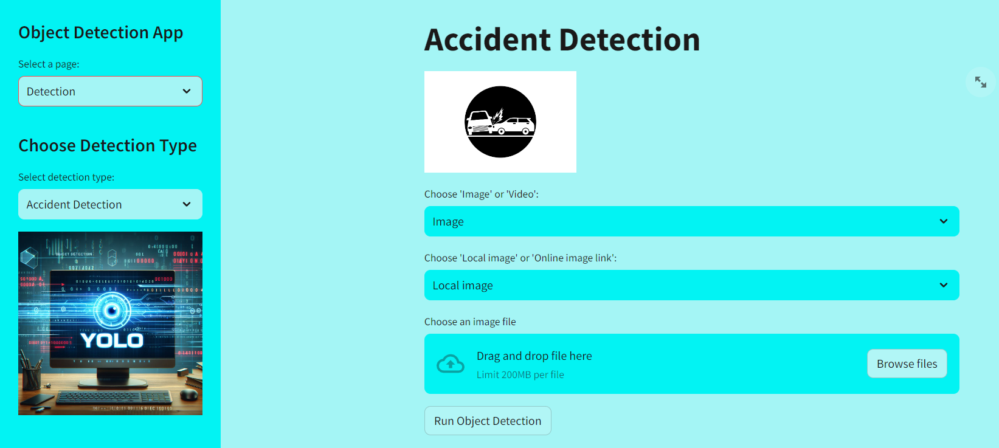 Object Detection App
Select a page:
Detection
Choose Detection Type
Select detection type:
Accident Detection
OBJECT DETECTION
YOLO
Accident Detection
Choose 'Image' or 'Video':
Image
Choose 'Local image' or 'Online image link':
Local image
Choose an image file
Drag and drop file here
Limit 200MB per file
Browse files
Run Object Detection